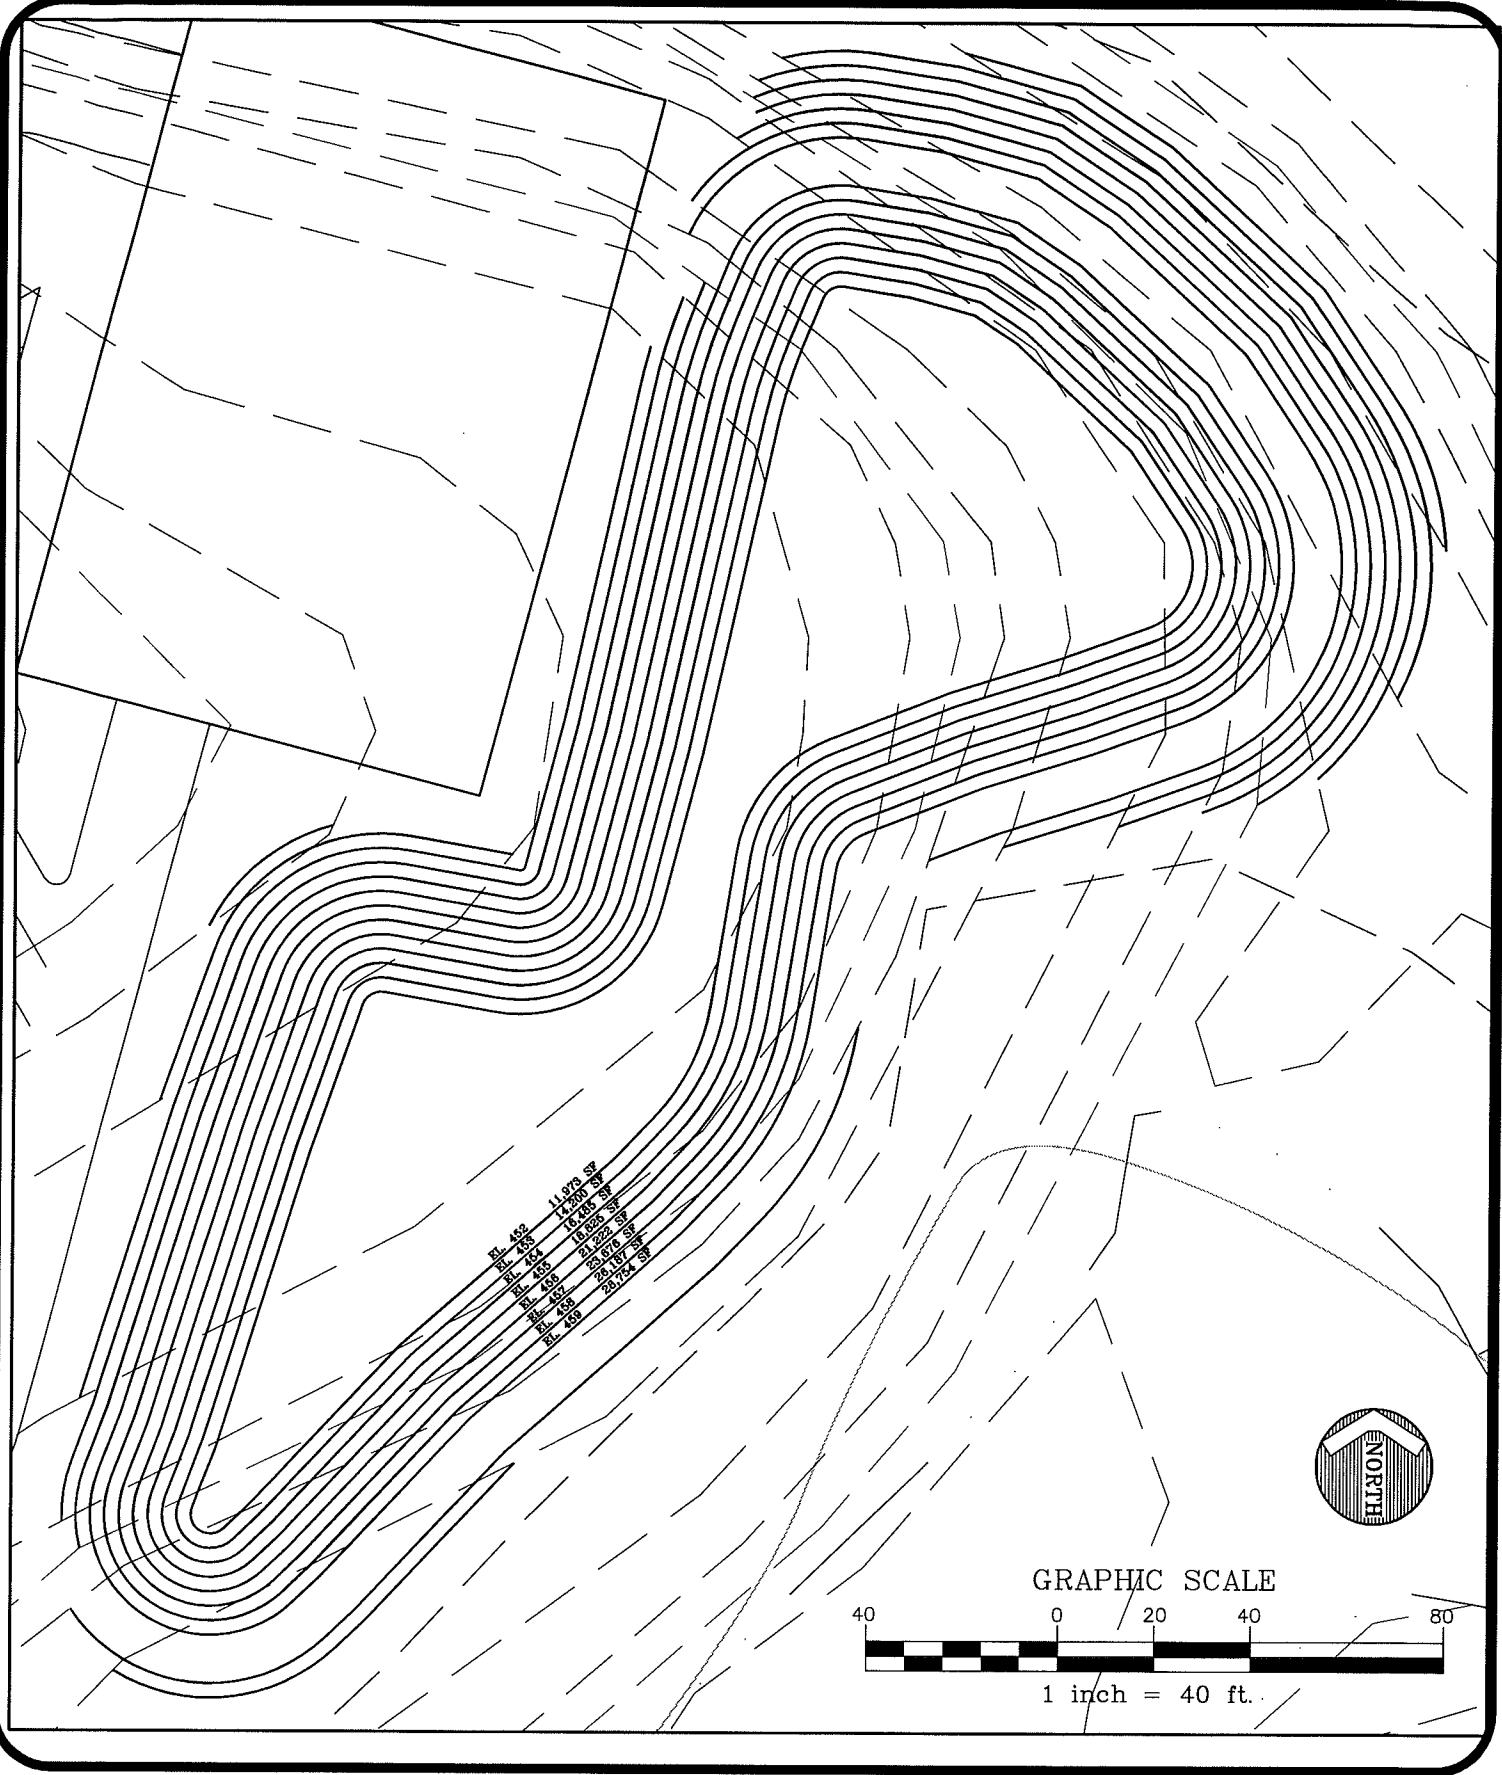 EL. 452 11,973 SF
EL. 453 14,200 SF
EL. 454 16,485 SF
EL. 455 18,825 SF
EL. 456 21,222 SF
EL. 457 23,676 SF
EL. 458 26,187 SF
EL. 459 28,754 SF
NORTH
GRAPHIC SCALE
40 0 20 40 80
1 inch = 40 ft.